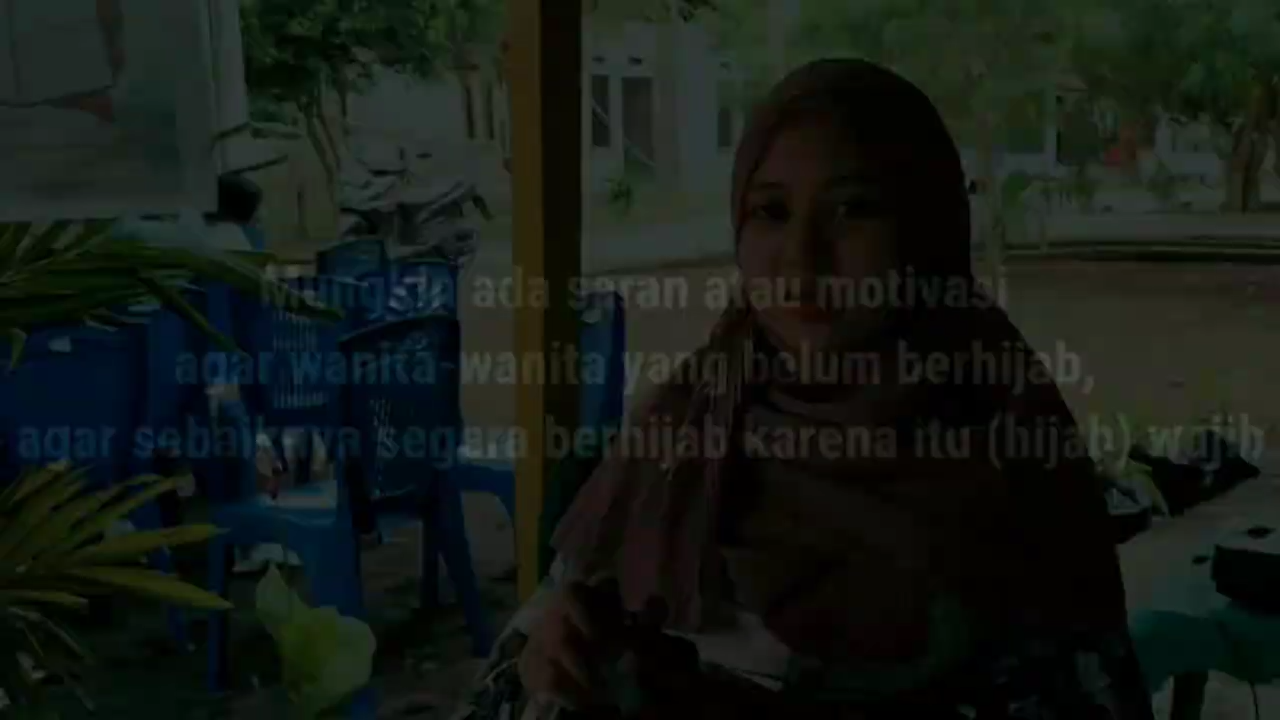 Mungkin ada saran atau motivasi
agar wanita-wanita yang belum berhijab,
agar sebaiknya segera berhijab karena itu (hijab) wajib